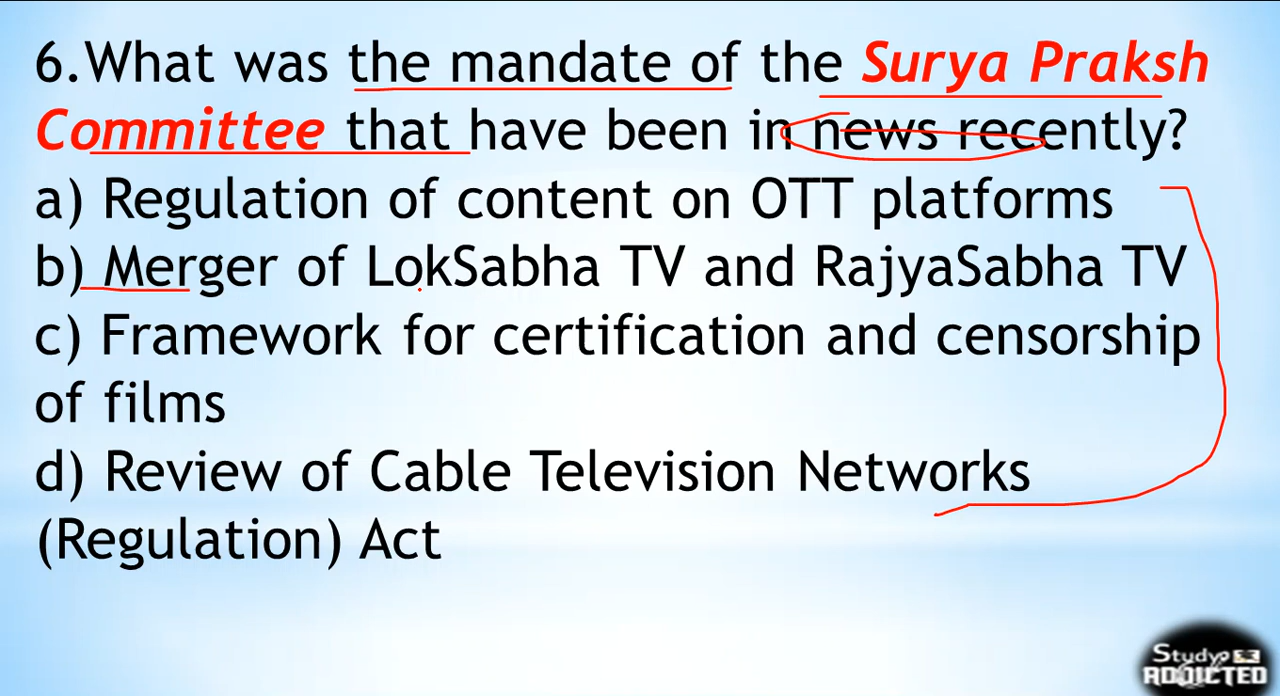 6.What was the mandate of the Surya Praksh
Committee that have been in news recently?
a) Regulation of content on OTT platforms
b) Merger of LokSabha TV and RajyaSabha TV
c) Framework for certification and censorship
of films
d) Review of Cable Television Networks
(Regulation) Act
Study
ADDICTED